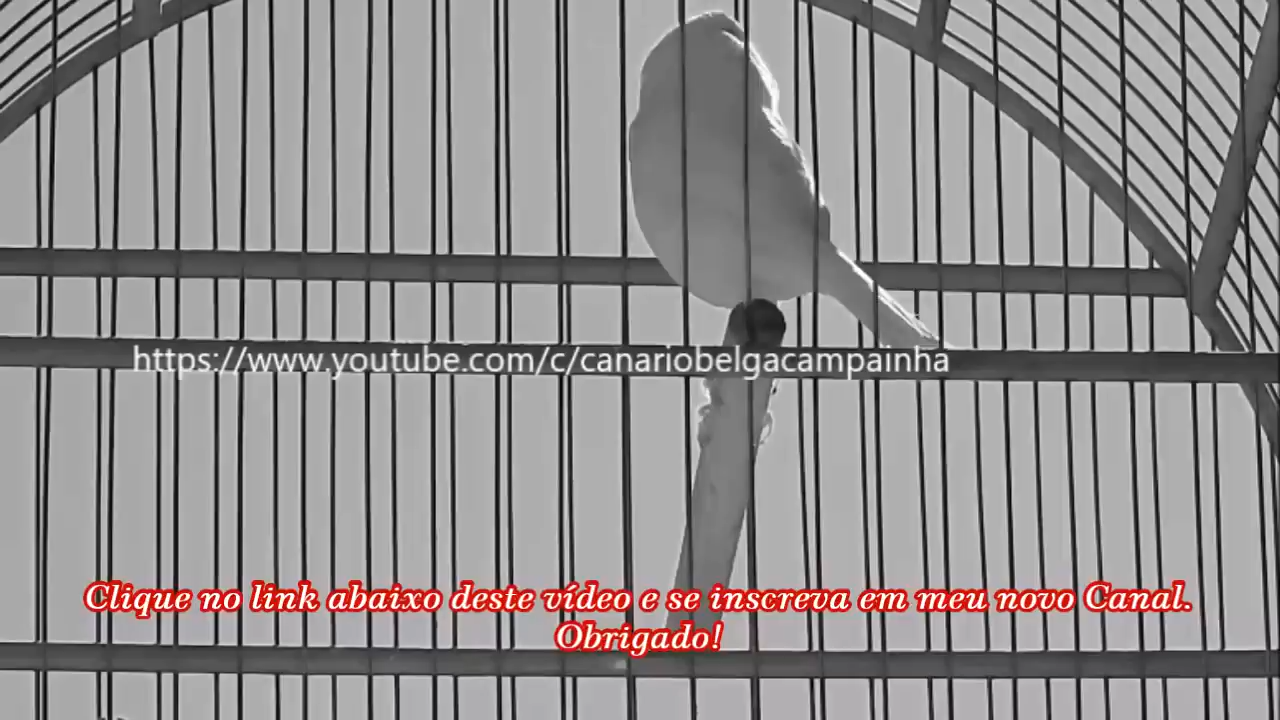 https://www.youtube.com/c/canariobelgacampainha
Clique no link abaixo deste vídeo e se inscreva em meu novo Canal.
Obrigado!